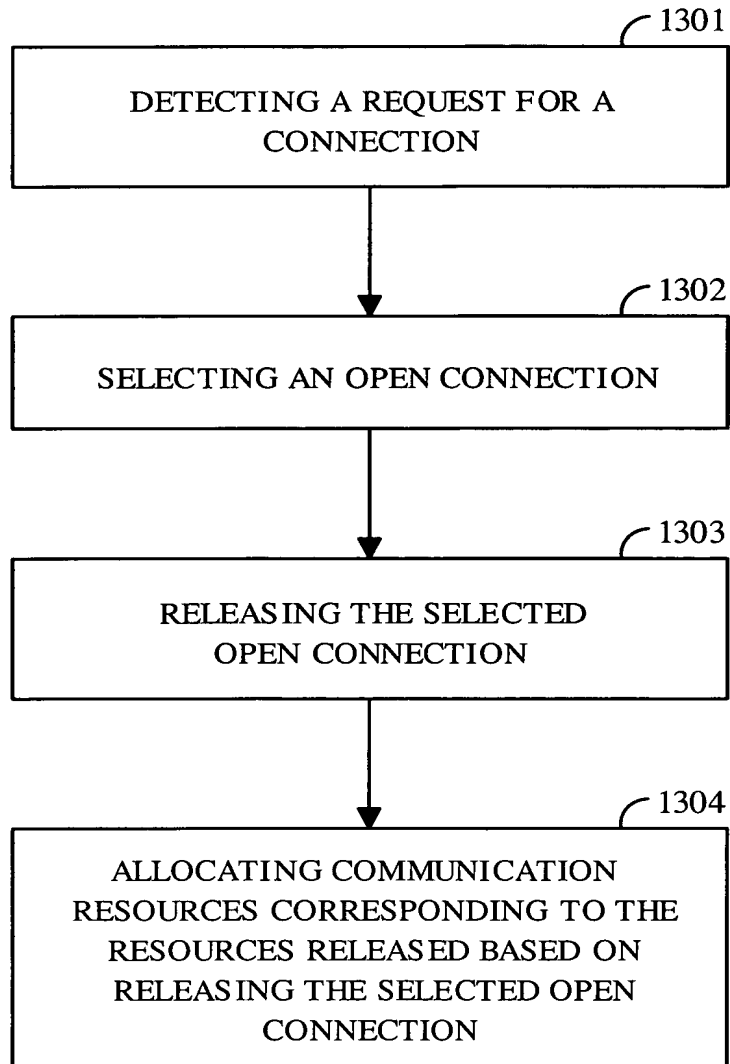 1301
DETECTING A REQUEST FOR A
CONNECTION
1302
SELECTING AN OPEN CONNECTION
1303
RELEASING THE SELECTED
OPEN CONNECTION
1304
ALLOCATING COMMUNICATION
RESOURCES CORRESPONDING TO THE
RESOURCES RELEASED BASED ON
RELEASING THE SELECTED OPEN
CONNECTION